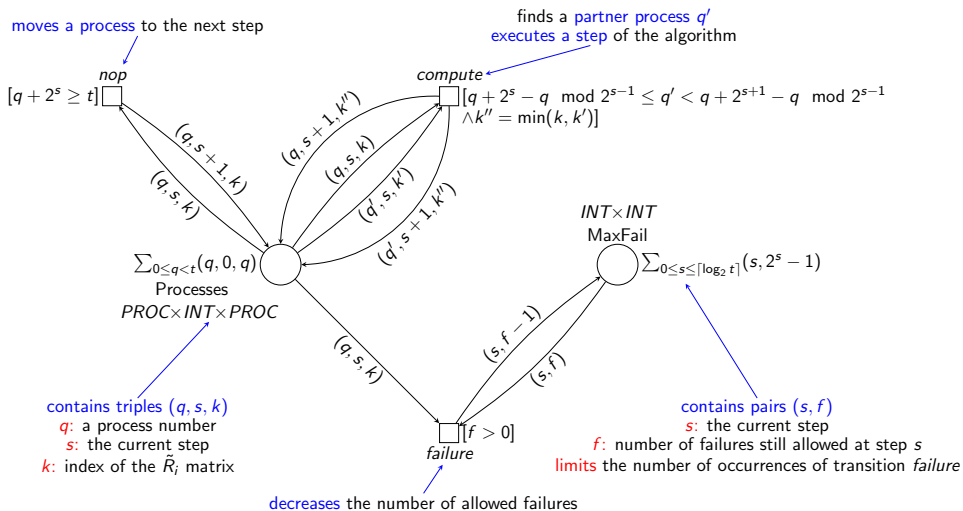 moves a process to the next step
finds a partner process q′
executes a step of the algorithm
nop
compute
[q + 2^s ≥ t]
[q + 2^s − q mod 2^{s−1} ≤ q′ < q + 2^{s+1} − q mod 2^{s−1}
∧k″ = min(k, k′)]
(q, s + 1, k)
(q, s, k)
(q, s + 1, k″)
(q, s, k)
(q′, s, k′)
(q′, s + 1, k″)
INT×INT
MaxFail
∑_{0≤q<t}(q, 0, q)
Processes
PROC×INT×PROC
∑_{0≤s≤⌈log₂ t⌉}(s, 2^s − 1)
(q, s, k)
(s, f − 1)
(s, f)
contains triples (q, s, k)
q: a process number
s: the current step
k: index of the R̃_i matrix
[f > 0]
failure
contains pairs (s, f)
s: the current step
f: number of failures still allowed at step s
limits the number of occurrences of transition failure
decreases the number of allowed failures